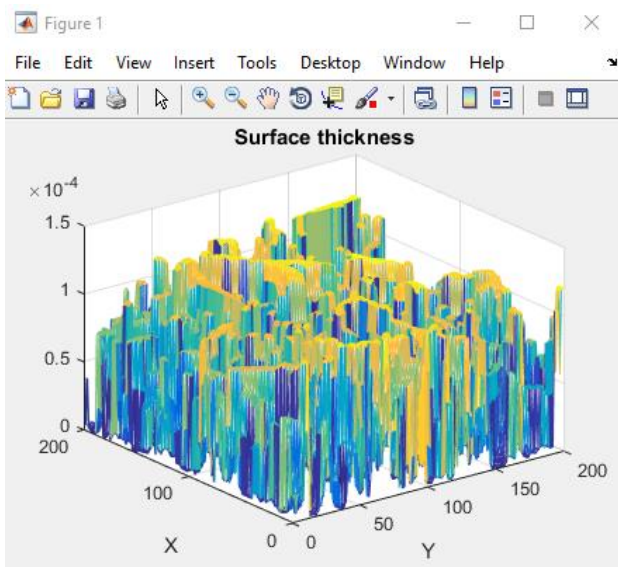 Figure 1
File Edit View Insert Tools Desktop Window Help
Surface thickness
×10-4
1.5
1
0.5
0
200
100
0
X
0
50
100
150
200
Y